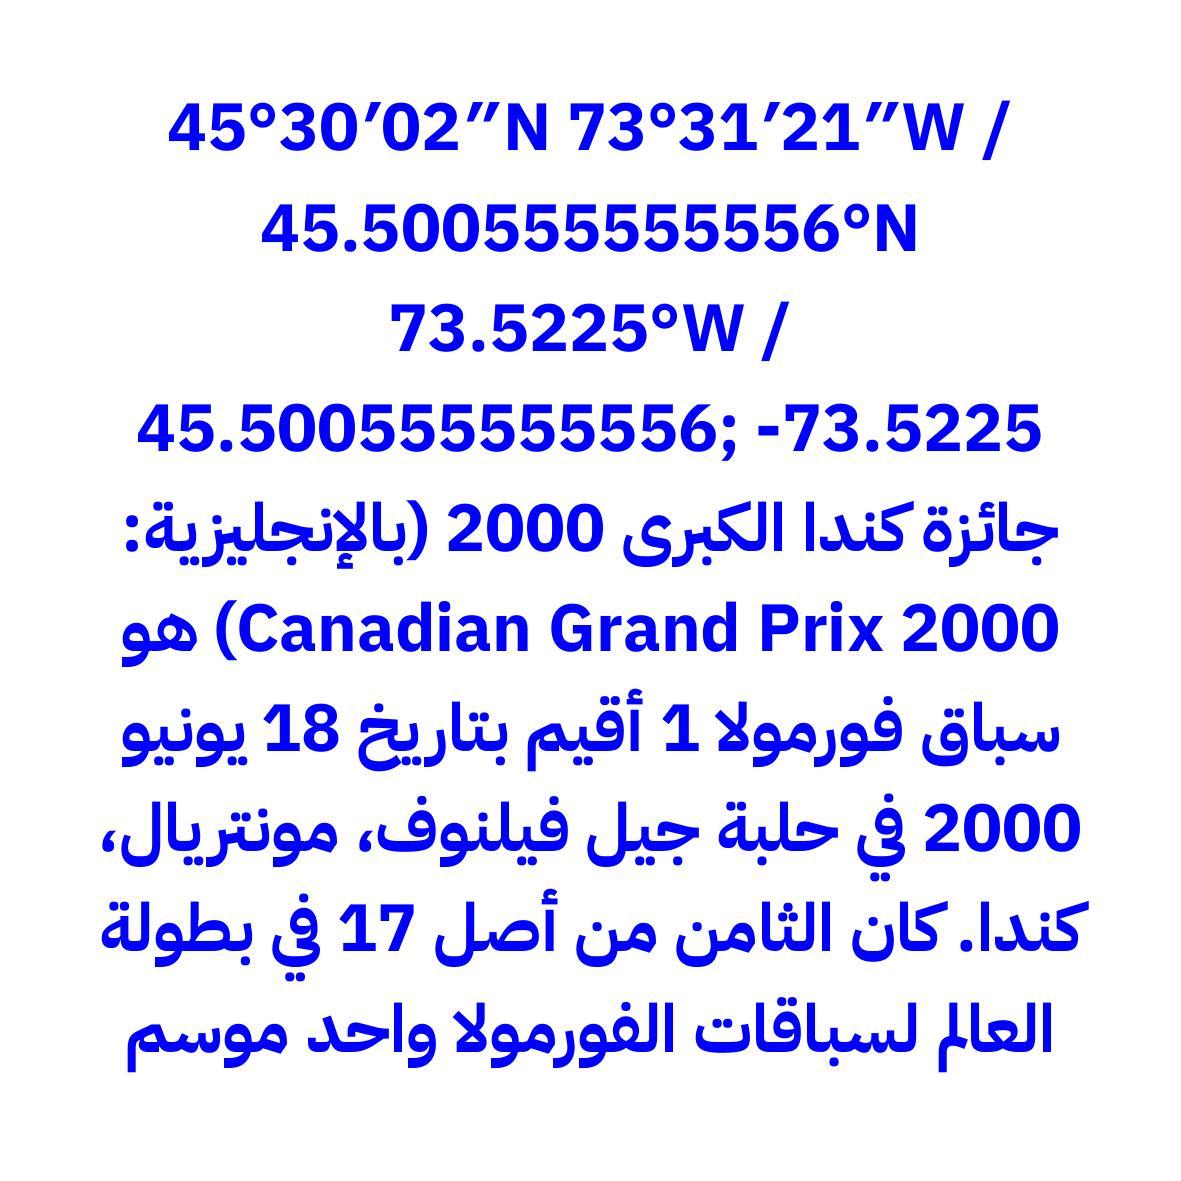 45°30′02″N 73°31′21″W /
45.500555555555556°N
73.5225°W /
45.500555555555556; -73.5225
جائزة كندا الكبرى 2000 (بالإنجليزية:
2000 Canadian Grand Prix) هو
سباق فورمولا 1 أقيم بتاريخ 18 يونيو
2000 في حلبة جيل فيلنوف، مونتريال،
كندا. كان الثامن من أصل 17 في بطولة
العالم لسباقات الفورمولا واحد موسم